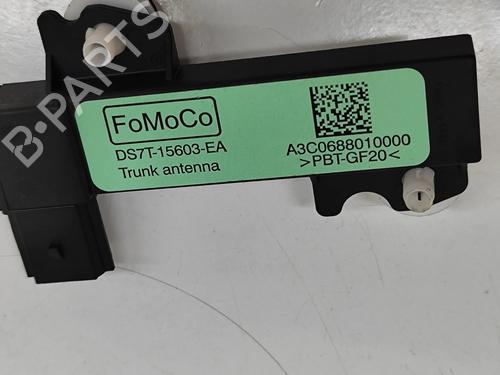 B-PARTS
FoMoCo
DS7T-15603-EA
Trunk antenna
A3C0688010000
>PBT-GF20<